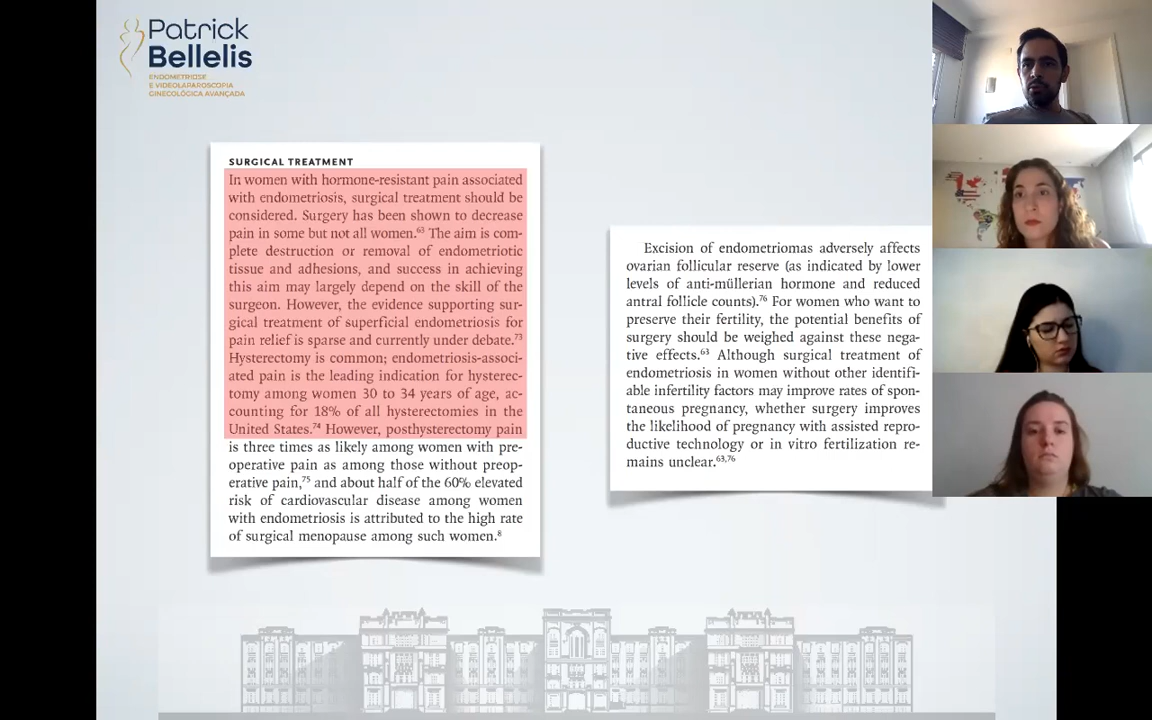 Patrick
Bellelis
ENDOMETRIOSE
E VIDEOLAPAROSCOPIA
GINECOLÓGICA AVANÇADA
SURGICAL TREATMENT
In women with hormone-resistant pain associated
with endometriosis, surgical treatment should be
considered. Surgery has been shown to decrease
pain in some but not all women.63 The aim is com-
plete destruction or removal of endometriotic
tissue and adhesions, and success in achieving
this aim may largely depend on the skill of the
surgeon. However, the evidence supporting sur-
gical treatment of superficial endometriosis for
pain relief is sparse and currently under debate.73
Hysterectomy is common; endometriosis-associ-
ated pain is the leading indication for hysterec-
tomy among women 30 to 34 years of age, ac-
counting for 18% of all hysterectomies in the
United States.74 However, posthysterectomy pain
is three times as likely among women with pre-
operative pain as among those without preop-
erative pain,75 and about half of the 60% elevated
risk of cardiovascular disease among women
with endometriosis is attributed to the high rate
of surgical menopause among such women.8
Excision of endometriomas adversely affects
ovarian follicular reserve (as indicated by lower
levels of anti-müllerian hormone and reduced
antral follicle counts).76 For women who want to
preserve their fertility, the potential benefits of
surgery should be weighed against these nega-
tive effects.63 Although surgical treatment of
endometriosis in women without other identifi-
able infertility factors may improve rates of spon-
taneous pregnancy, whether surgery improves
the likelihood of pregnancy with assisted repro-
ductive technology or in vitro fertilization re-
mains unclear.63,76